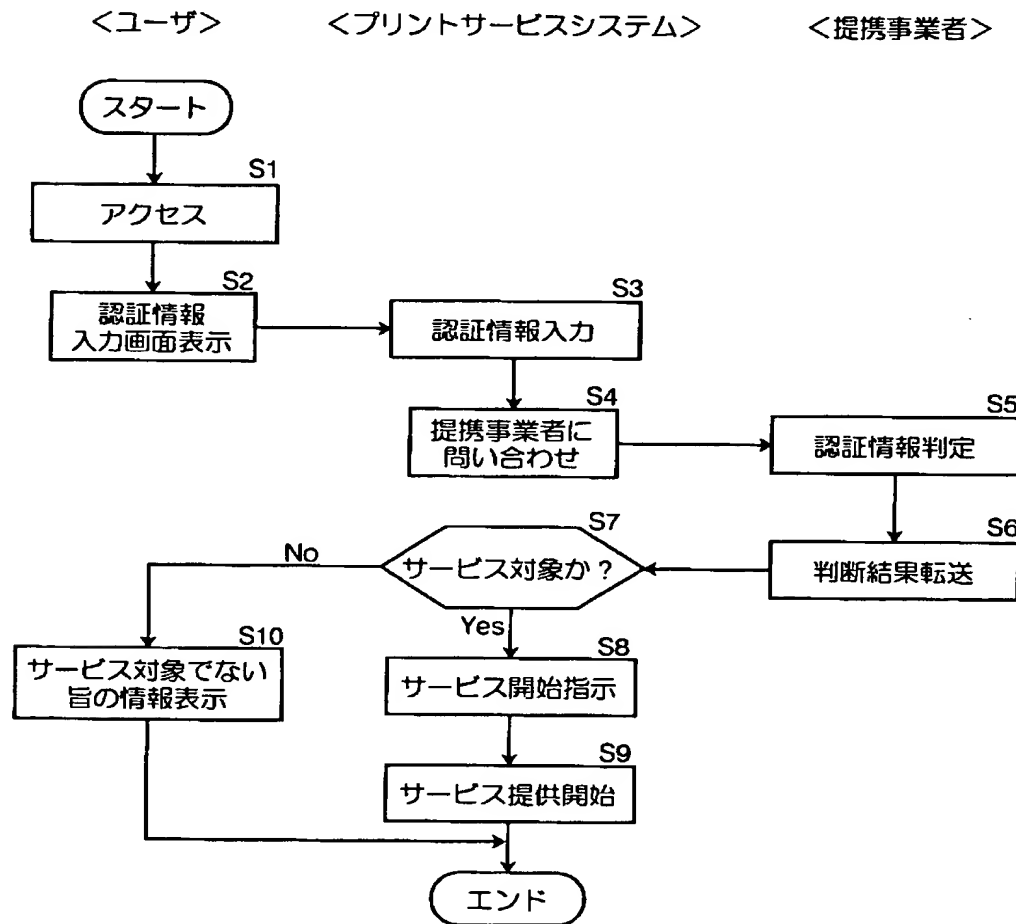 ＜ユーザ＞
＜プリントサービスシステム＞
＜提携事業者＞
スタート
S1
アクセス
S2
認証情報
入力画面表示
S3
認証情報入力
S4
提携事業者に
問い合わせ
S5
認証情報判定
S6
判断結果転送
S7
サービス対象か？
No
Yes
S10
サービス対象でない
旨の情報表示
S8
サービス開始指示
S9
サービス提供開始
エンド